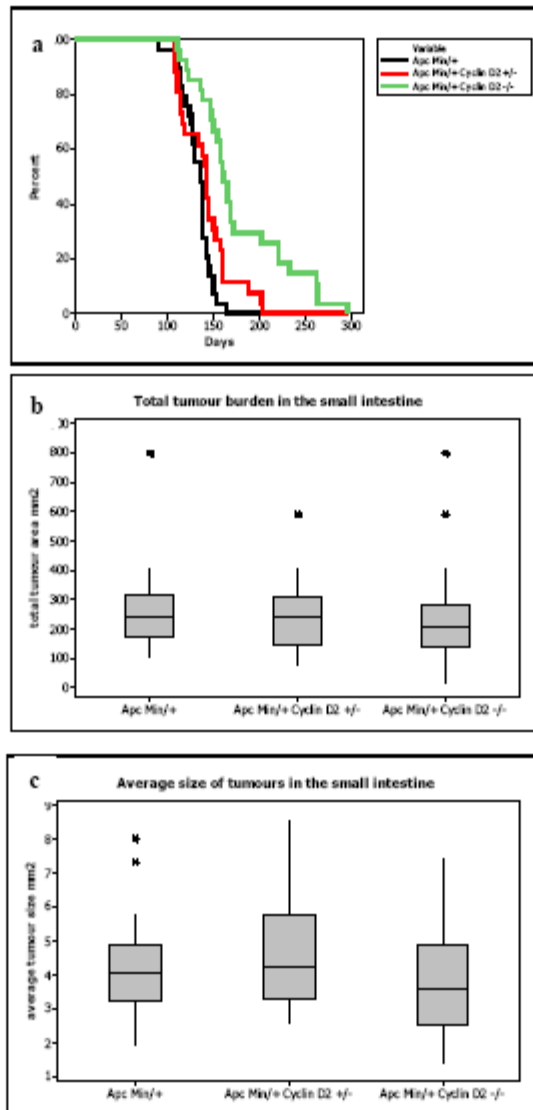 a
Variable
Apc Min/+
Apc Min/+ Cyclin D2 +/-
Apc Min/+ Cyclin D2 -/-
00
80
60
40
20
0
Percent
0 50 100 150 200 250 300
Days
b
Total tumour burden in the small intestine
00
800
700
600
500
400
300
200
100
0
total tumour area mm2
Apc Min/+ Apc Min/+ Cyclin D2 +/- Apc Min/+ Cyclin D2 -/-
c
Average size of tumours in the small intestine
9
8
7
6
5
4
3
2
1
average tumour size mm2
Apc Min/+ Apc Min/+ Cyclin D2 +/- Apc Min/+ Cyclin D2 -/-